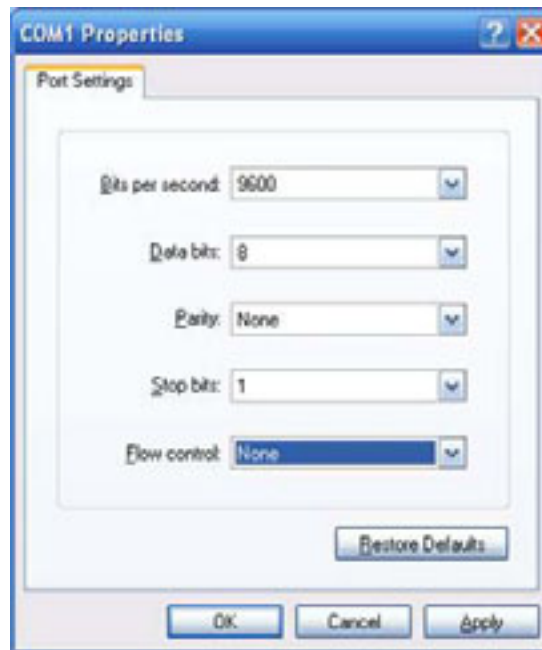 COM1 Properties
Port Settings
Bits per second: 9600
Data bits: 8
Parity: None
Stop bits: 1
Flow control: None
Restore Defaults
OK Cancel Apply